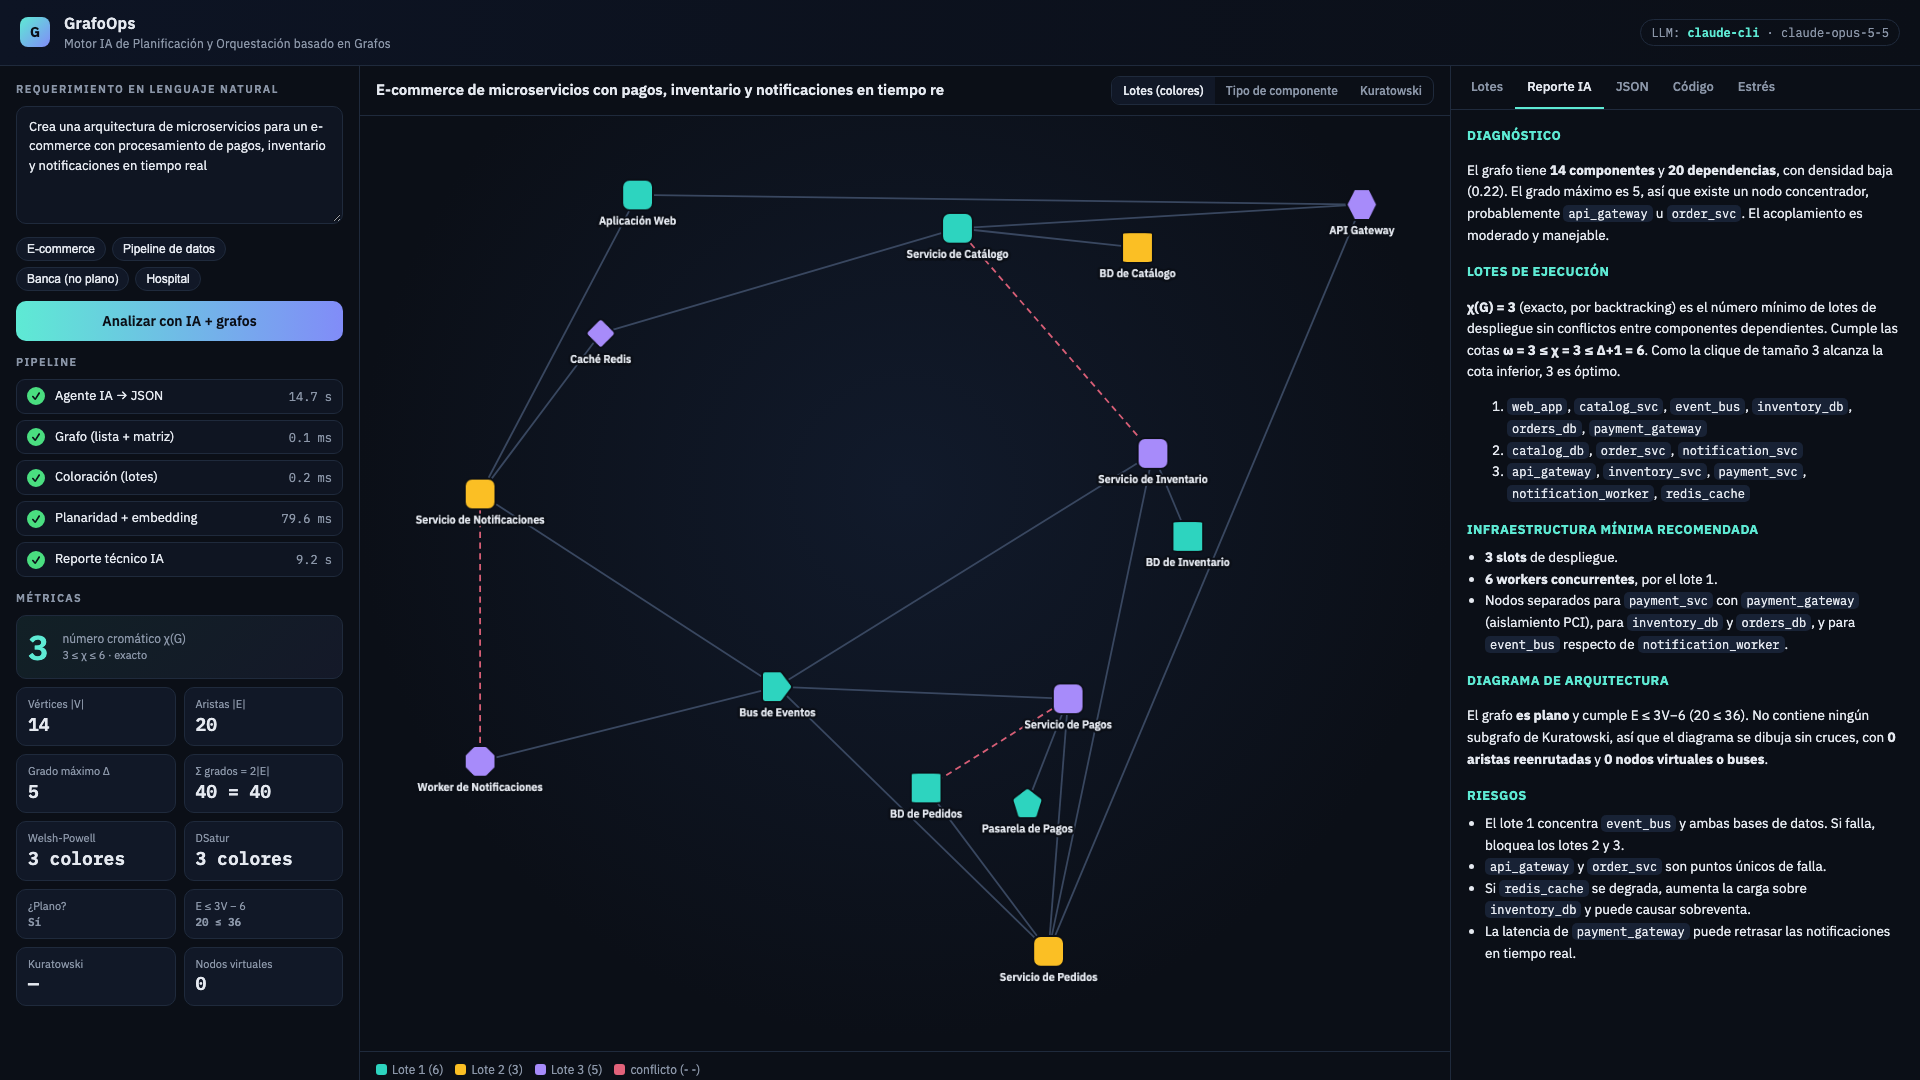 G
GrafoOps
Motor IA de Planificación y Orquestación basado en Grafos
LLM: claude-cli · claude-opus-5-5
REQUERIMIENTO EN LENGUAJE NATURAL
Crea una arquitectura de microservicios para un e-
commerce con procesamiento de pagos, inventario
y notificaciones en tiempo real
E-commerce
Pipeline de datos
Banca (no plano)
Hospital
Analizar con IA + grafos
PIPELINE
Agente IA → JSON 14.7 s
Grafo (lista + matriz) 0.1 ms
Coloración (lotes) 0.2 ms
Planaridad + embedding 79.6 ms
Reporte técnico IA 9.2 s
MÉTRICAS
3
número cromático χ(G)
3 ≤ χ ≤ 6 · exacto
Vértices |V|
14
Aristas |E|
20
Grado máximo Δ
5
Σ grados = 2|E|
40 = 40
Welsh-Powell
3 colores
DSatur
3 colores
¿Plano?
Sí
E ≤ 3V − 6
20 ≤ 36
Kuratowski
—
Nodos virtuales
0
E-commerce de microservicios con pagos, inventario y notificaciones en tiempo re
Lotes (colores)
Tipo de componente
Kuratowski
Aplicación Web
API Gateway
Servicio de Catálogo
BD de Catálogo
Caché Redis
Servicio de Inventario
Servicio de Notificaciones
BD de Inventario
Bus de Eventos
Servicio de Pagos
Worker de Notificaciones
BD de Pedidos
Pasarela de Pagos
Servicio de Pedidos
Lote 1 (6)
Lote 2 (3)
Lote 3 (5)
conflicto (- -)
Lotes
Reporte IA
JSON
Código
Estrés
DIAGNÓSTICO
El grafo tiene 14 componentes y 20 dependencias, con densidad baja
(0.22). El grado máximo es 5, así que existe un nodo concentrador,
probablemente api_gateway u order_svc. El acoplamiento es
moderado y manejable.
LOTES DE EJECUCIÓN
χ(G) = 3 (exacto, por backtracking) es el número mínimo de lotes de
despliegue sin conflictos entre componentes dependientes. Cumple las
cotas ω = 3 ≤ χ = 3 ≤ Δ+1 = 6. Como la clique de tamaño 3 alcanza la
cota inferior, 3 es óptimo.
1. web_app, catalog_svc, event_bus, inventory_db,
orders_db, payment_gateway
2. catalog_db, order_svc, notification_svc
3. api_gateway, inventory_svc, payment_svc,
notification_worker, redis_cache
INFRAESTRUCTURA MÍNIMA RECOMENDADA
• 3 slots de despliegue.
• 6 workers concurrentes, por el lote 1.
• Nodos separados para payment_svc con payment_gateway
(aislamiento PCI), para inventory_db y orders_db, y para
event_bus respecto de notification_worker.
DIAGRAMA DE ARQUITECTURA
El grafo es plano y cumple E ≤ 3V−6 (20 ≤ 36). No contiene ningún
subgrafo de Kuratowski, así que el diagrama se dibuja sin cruces, con 0
aristas reenrutadas y 0 nodos virtuales o buses.
RIESGOS
• El lote 1 concentra event_bus y ambas bases de datos. Si falla,
bloquea los lotes 2 y 3.
• api_gateway y order_svc son puntos únicos de falla.
• Si redis_cache se degrada, aumenta la carga sobre
inventory_db y puede causar sobreventa.
• La latencia de payment_gateway puede retrasar las notificaciones
en tiempo real.